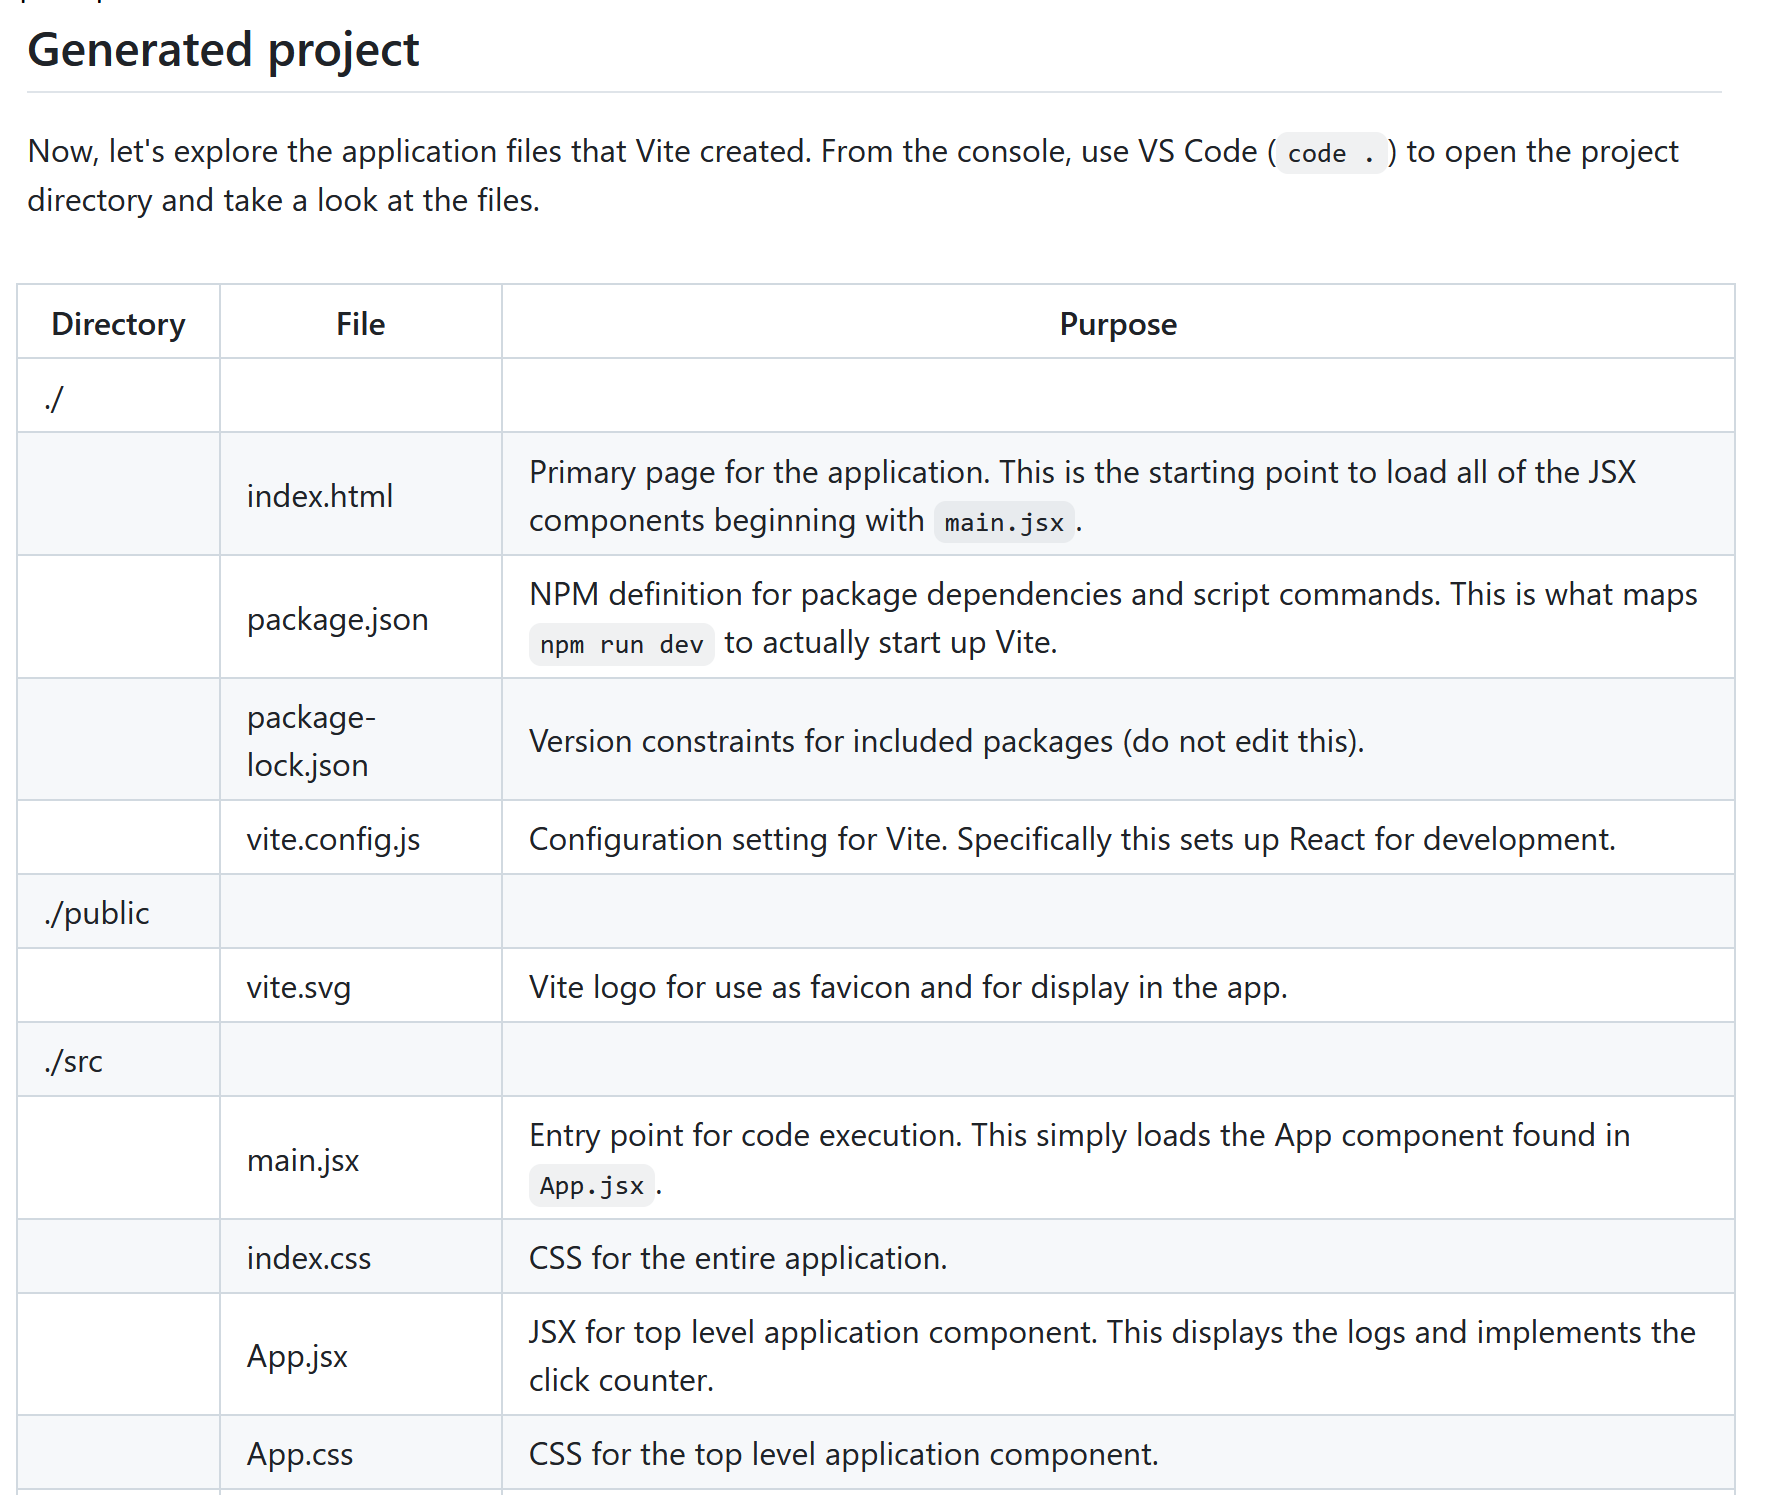 Generated project
Now, let's explore the application files that Vite created. From the console, use VS Code ( code . ) to open the project
directory and take a look at the files.
Directory File Purpose
./
index.html Primary page for the application. This is the starting point to load all of the JSX
components beginning with main.jsx .
package.json NPM definition for package dependencies and script commands. This is what maps
npm run dev to actually start up Vite.
package-
lock.json Version constraints for included packages (do not edit this).
vite.config.js Configuration setting for Vite. Specifically this sets up React for development.
./public
vite.svg Vite logo for use as favicon and for display in the app.
./src
main.jsx Entry point for code execution. This simply loads the App component found in
App.jsx .
index.css CSS for the entire application.
App.jsx JSX for top level application component. This displays the logs and implements the
click counter.
App.css CSS for the top level application component.